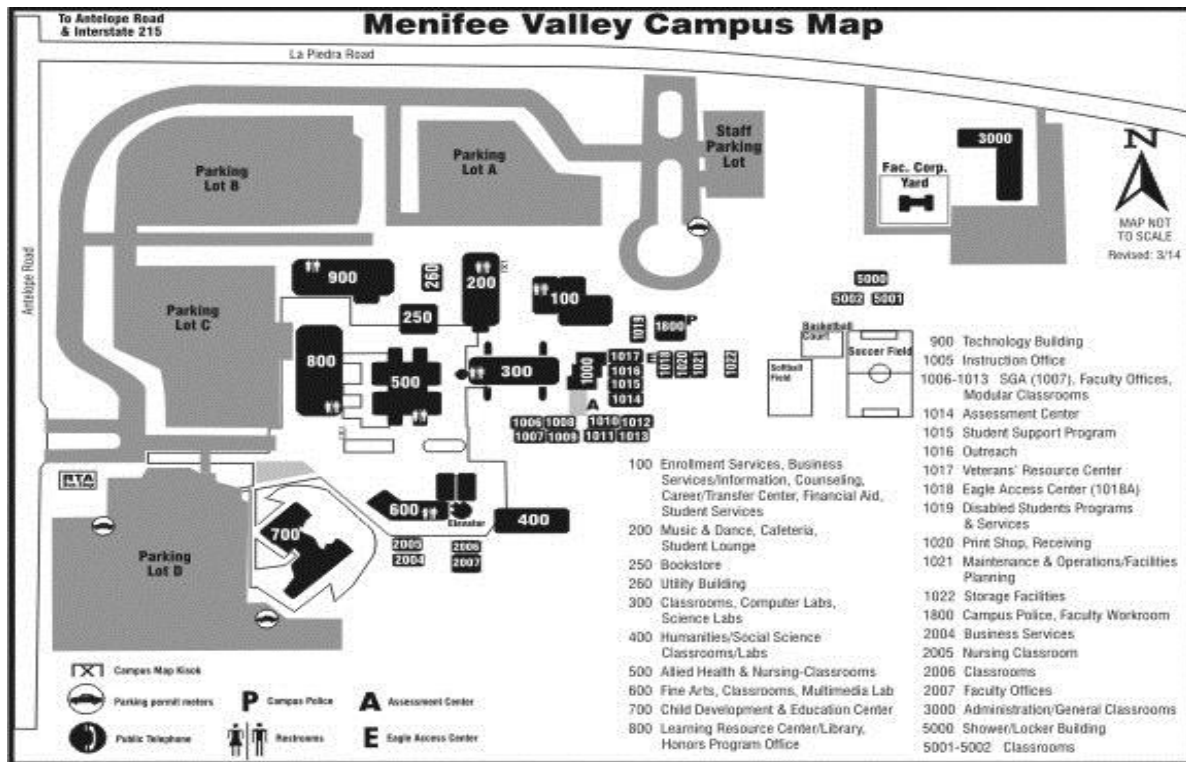 To Antelope Road
& Interstate 215
Menifee Valley Campus Map
La Piedra Road
Antelope Road
Parking
Lot B
Parking
Lot A
Staff
Parking
Lot
3000
Fac. Corp.
Yard
N
MAP NOT
TO SCALE
Revised: 3/14
Parking
Lot C
900
260
200
250
100
800
500
300
1000
1019
1800
P
1017
1016
1015
1014
E
1018
1020
1021
1022
A
1006 1008
1007 1009
1010 1012
1011 1013
5000
5002 5001
Basketball
Court
Softball
Field
Soccer Field
RTA
Bus Stop
Parking
Lot D
700
600
Elevator
400
2005
2004
2006
2007
100 Enrollment Services, Business
Services/Information, Counseling,
Career/Transfer Center, Financial Aid,
Student Services
200 Music & Dance, Cafeteria,
Student Lounge
250 Bookstore
260 Utility Building
300 Classrooms, Computer Labs,
Science Labs
400 Humanities/Social Science
Classrooms/Labs
500 Allied Health & Nursing-Classrooms
600 Fine Arts, Classrooms, Multimedia Lab
700 Child Development & Education Center
800 Learning Resource Center/Library,
Honors Program Office
900 Technology Building
1005 Instruction Office
1006-1013 SGA (1007), Faculty Offices,
Modular Classrooms
1014 Assessment Center
1015 Student Support Program
1016 Outreach
1017 Veterans' Resource Center
1018 Eagle Access Center (1018A)
1019 Disabled Students Programs
& Services
1020 Print Shop, Receiving
1021 Maintenance & Operations/Facilities
Planning
1022 Storage Facilities
1800 Campus Police, Faculty Workroom
2004 Business Services
2005 Nursing Classroom
2006 Classrooms
2007 Faculty Offices
3000 Administration/General Classrooms
5000 Shower/Locker Building
5001-5002 Classrooms
Campus Map Kisok
Parking permit meters
P Campus Police
A Assessment Center
Public Telephone
Restrooms
E Eagle Access Center